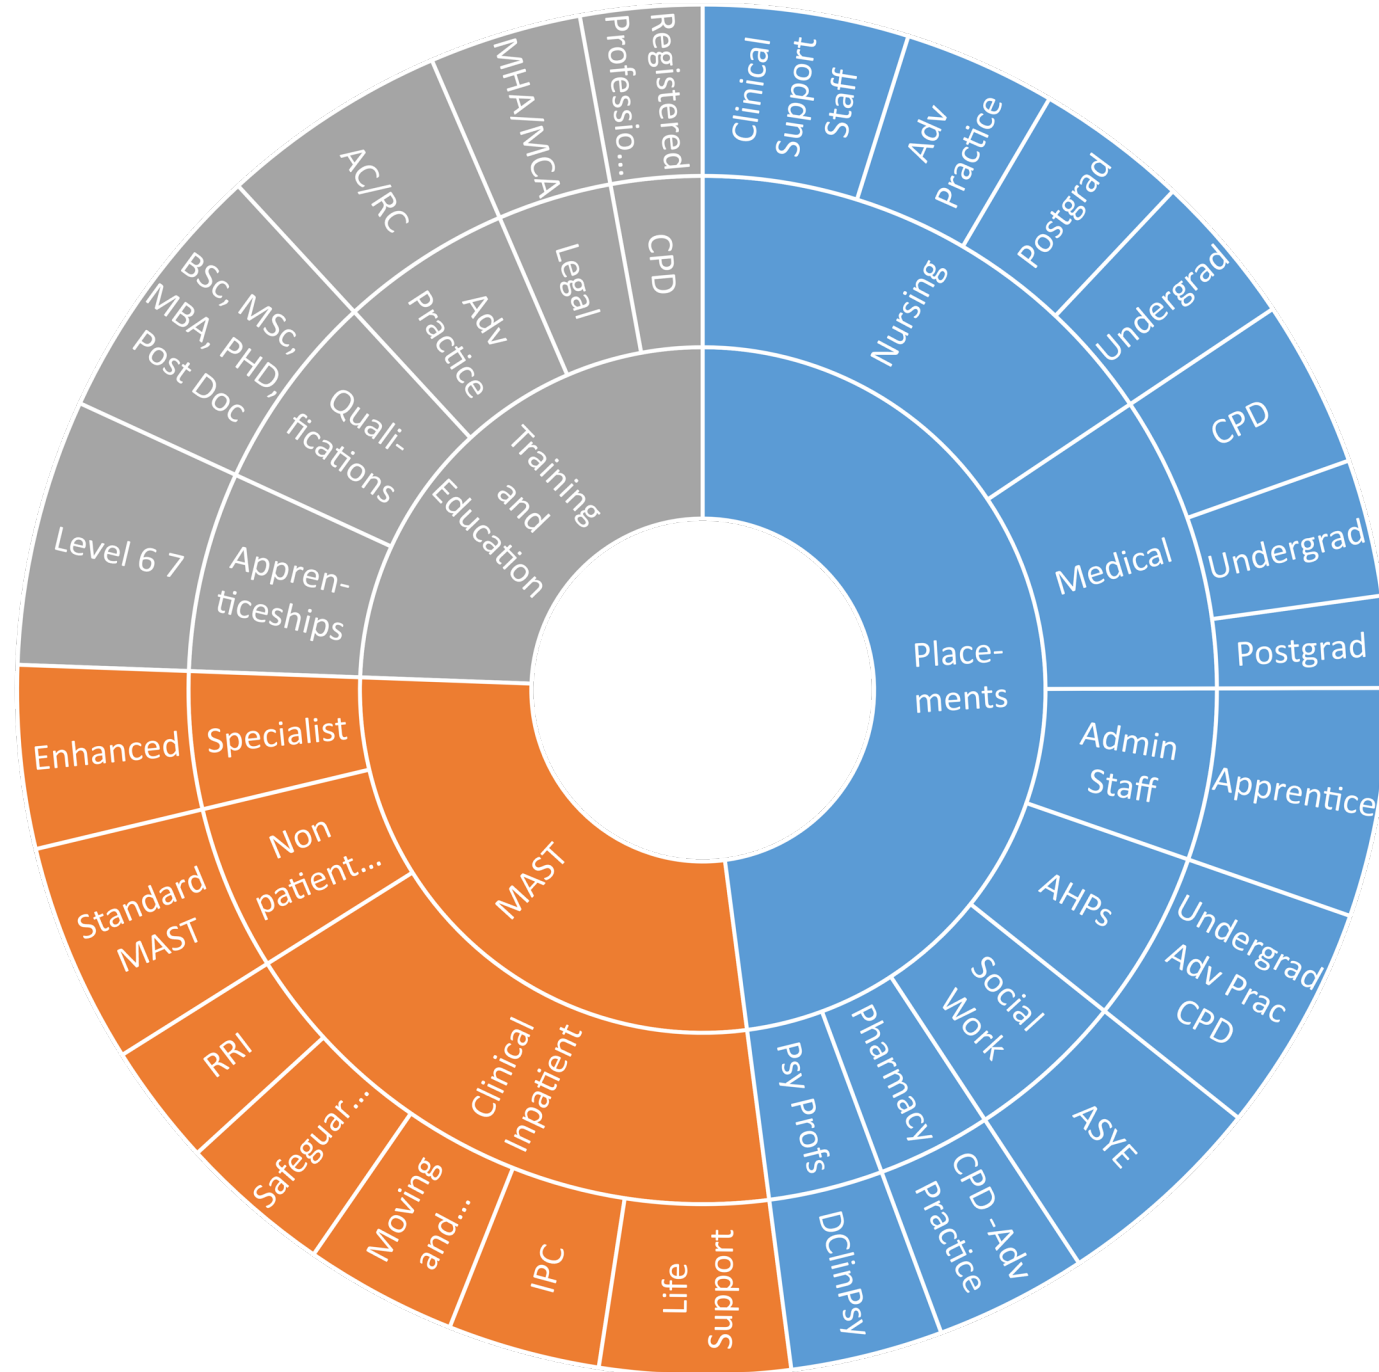 Clinical
Support
Staff
Adv
Practice
Postgrad
Undergrad
Nursing
CPD
Undergrad
Postgrad
Medical
Place-
ments
Admin
Staff
Apprentice
AHPs
Undergrad
Adv Prac
CPD
Social
Work
ASYE
Pharmacy
CPD -Adv
Practice
Psy Profs
DClinPsy
MAST
Clinical
Inpatient
Life
Support
IPC
Moving
and...
Safeguar...
RRI
Non
patient...
Standard
MAST
Specialist
Enhanced
Training
and
Education
Appren-
ticeships
Level 6 7
Quali-
fications
BSc, MSc,
MBA, PHD,
Post Doc
Adv
Practice
AC/RC
Legal
MHA/MCA
CPD
Registered
Professio...